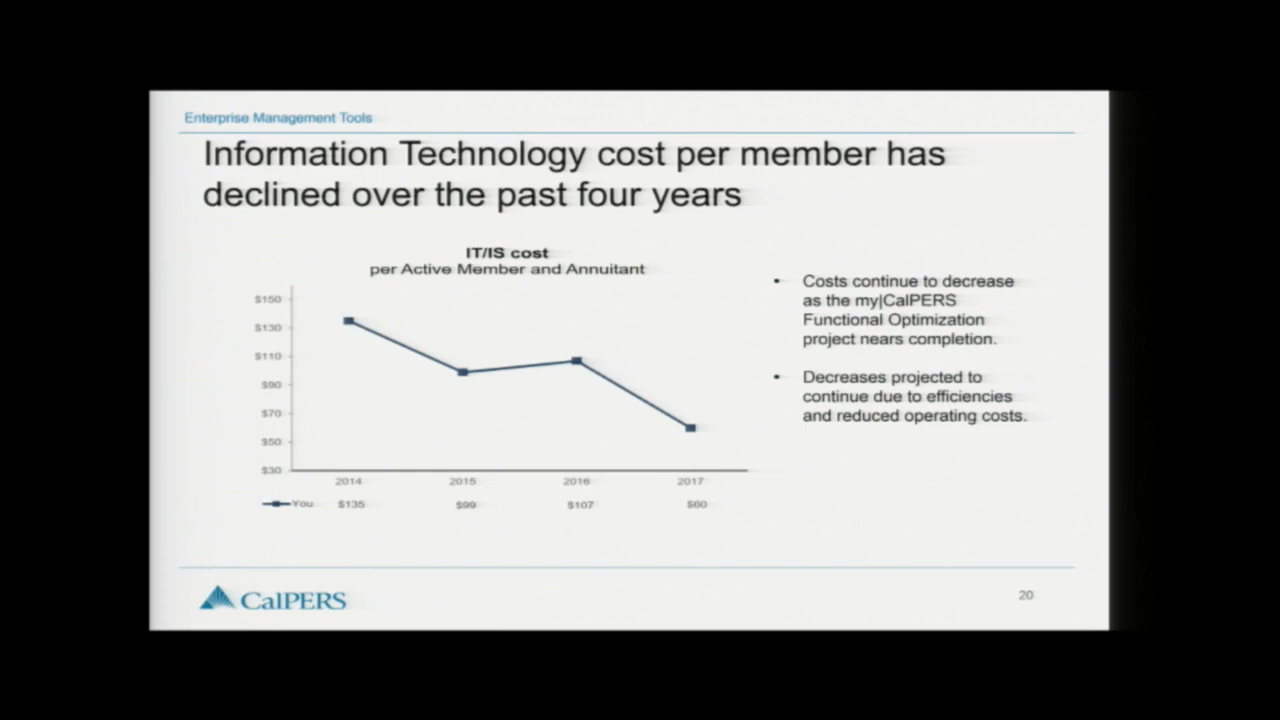 Enterprise Management Tools
Information Technology cost per member has
declined over the past four years
IT/IS cost
per Active Member and Annuitant
$150
$130
$110
$90
$70
$50
$30
2014 2015 2016 2017
You $135 $99 $107 $60
• Costs continue to decrease
as the my|CalPERS
Functional Optimization
project nears completion.
• Decreases projected to
continue due to efficiencies
and reduced operating costs.
CalPERS
20